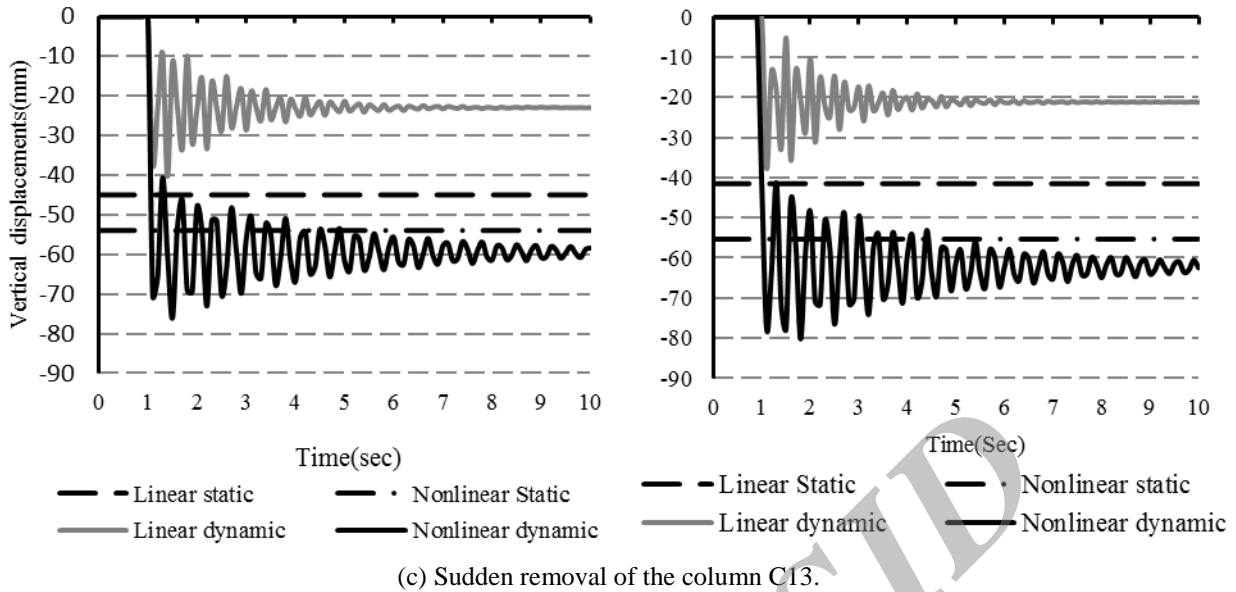 Vertical displacements(mm)
0
-10
-20
-30
-40
-50
-60
-70
-80
-90
0 1 2 3 4 5 6 7 8 9 10
Time(sec)
Linear static
Nonlinear Static
Linear dynamic
Nonlinear dynamic
0
-10
-20
-30
-40
-50
-60
-70
-80
-90
0 1 2 3 4 5 6 7 8 9 10
Time(Sec)
Linear Static
Nonlinear static
Linear dynamic
Nonlinear dynamic
(c) Sudden removal of the column C13.